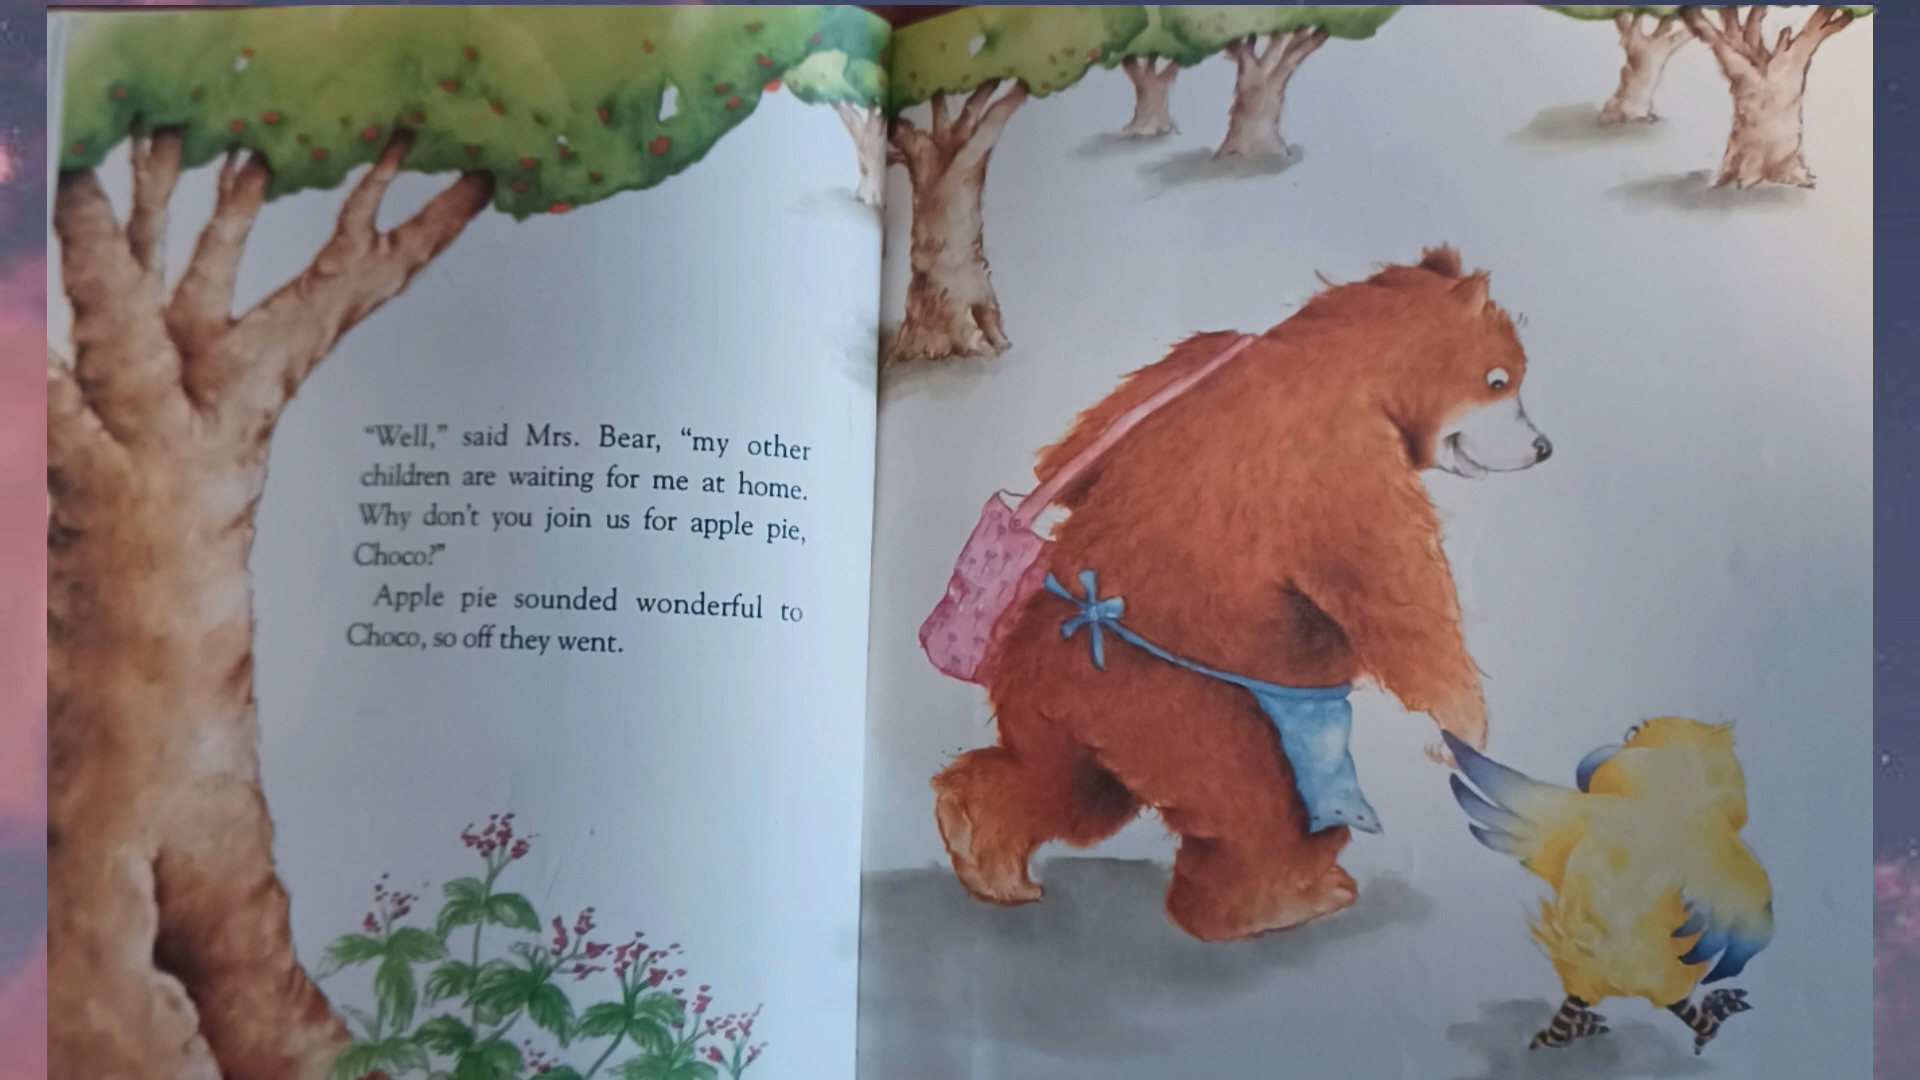 “Well,” said Mrs. Bear, “my other
children are waiting for me at home.
Why don't you join us for apple pie,
Choco?”
Apple pie sounded wonderful to
Choco, so off they went.